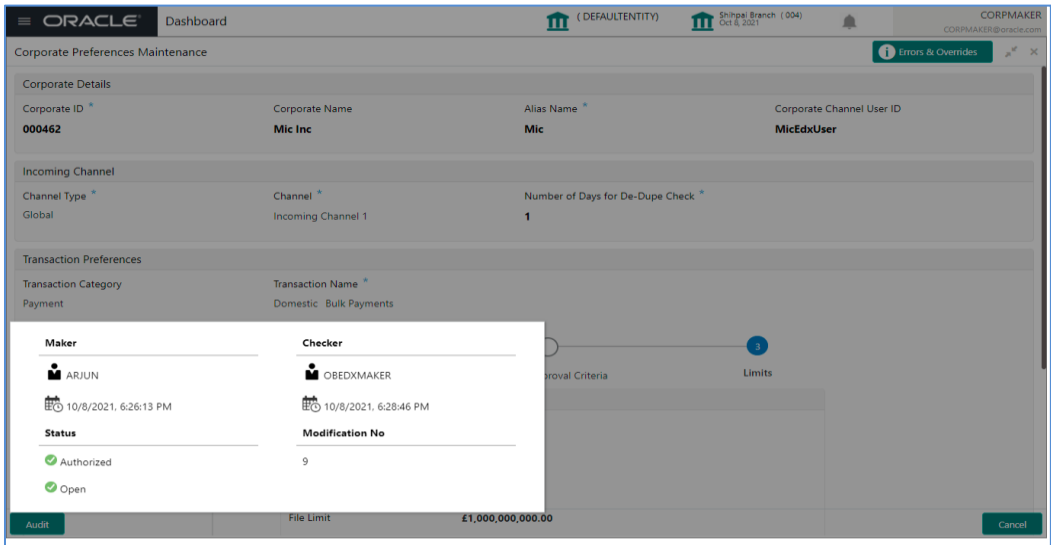 ORACLE Dashboard ( DEFAULTENTITY) Shihpai Branch ( 004) CORPMAKER
Oct 8, 2021 CORPMAKER@oracle.com
Corporate Preferences Maintenance Errors & Overrides
Corporate Details
Corporate ID * Corporate Name Alias Name * Corporate Channel User ID
000462 Mic Inc Mic MicEdxUser
Incoming Channel
Channel Type * Channel * Number of Days for De-Dupe Check *
Global Incoming Channel 1 1
Transaction Preferences
Transaction Category Transaction Name *
Payment Domestic Bulk Payments
Maker Checker
3
ARJUN OBEDXMAKER proval Criteria Limits
10/8/2021, 6:26:13 PM 10/8/2021, 6:28:46 PM
Status Modification No
Authorized 9
Open
File Limit £1,000,000,000.00
Audit Cancel